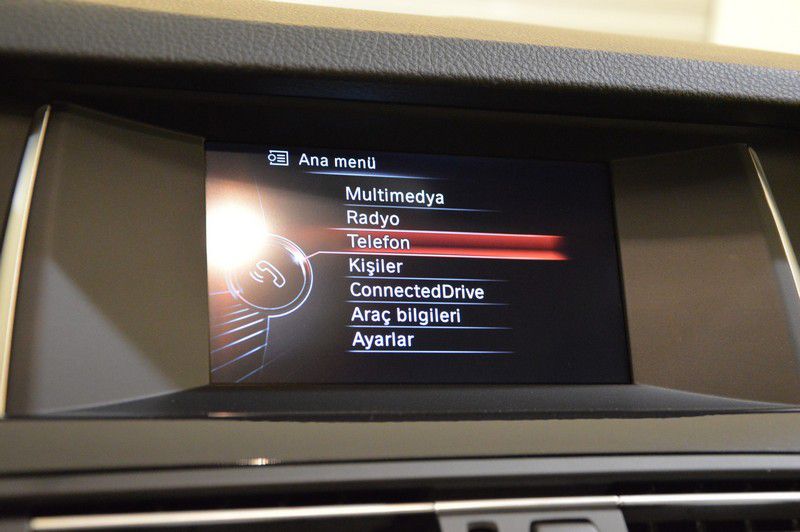 Ana menü
Multimedya
Radyo
Telefon
Kişiler
ConnectedDrive
Araç bilgileri
Ayarlar